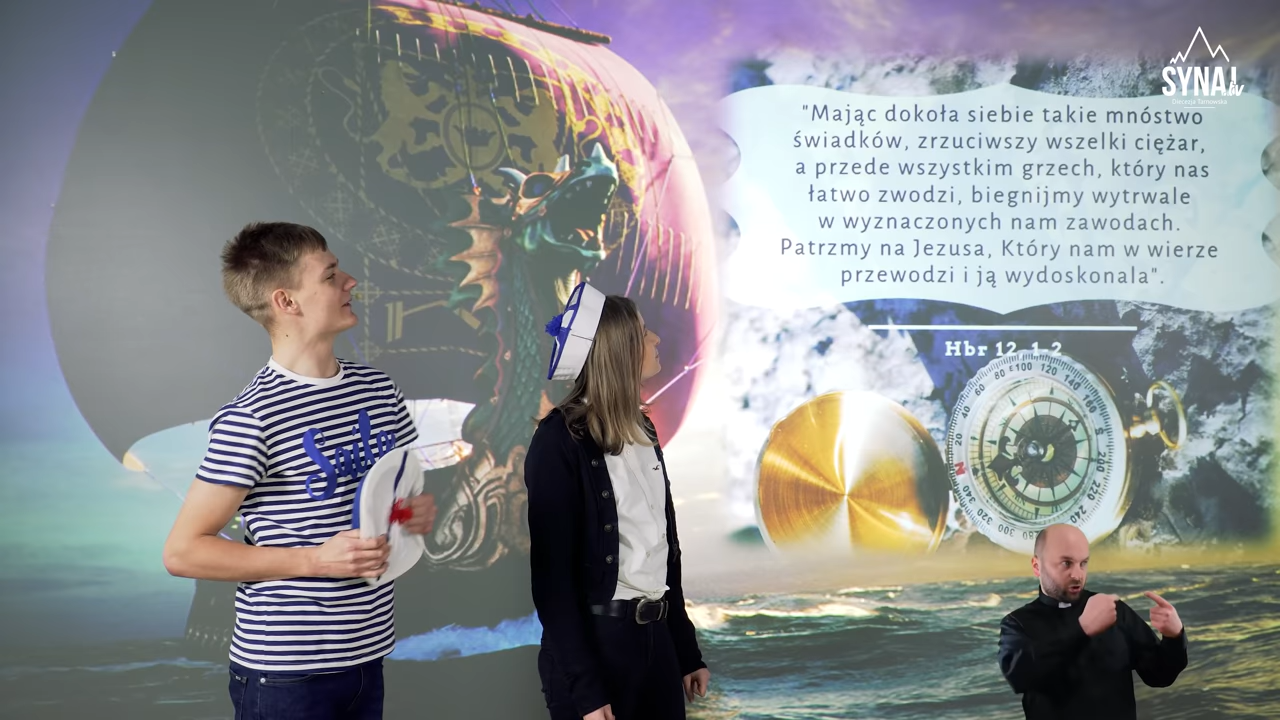 SYNAJ.tv
Diecezja Tarnowska
"Mając dokoła siebie takie mnóstwo
świadków, zrzuciwszy wszelki ciężar,
a przede wszystkim grzech, który nas
łatwo zwodzi, biegnijmy wytrwale
w wyznaczonych nam zawodach.
Patrzmy na Jezusa, Który nam w wierze
przewodzi i ją wydoskonala".
Hbr 12, 1-2
Sailor